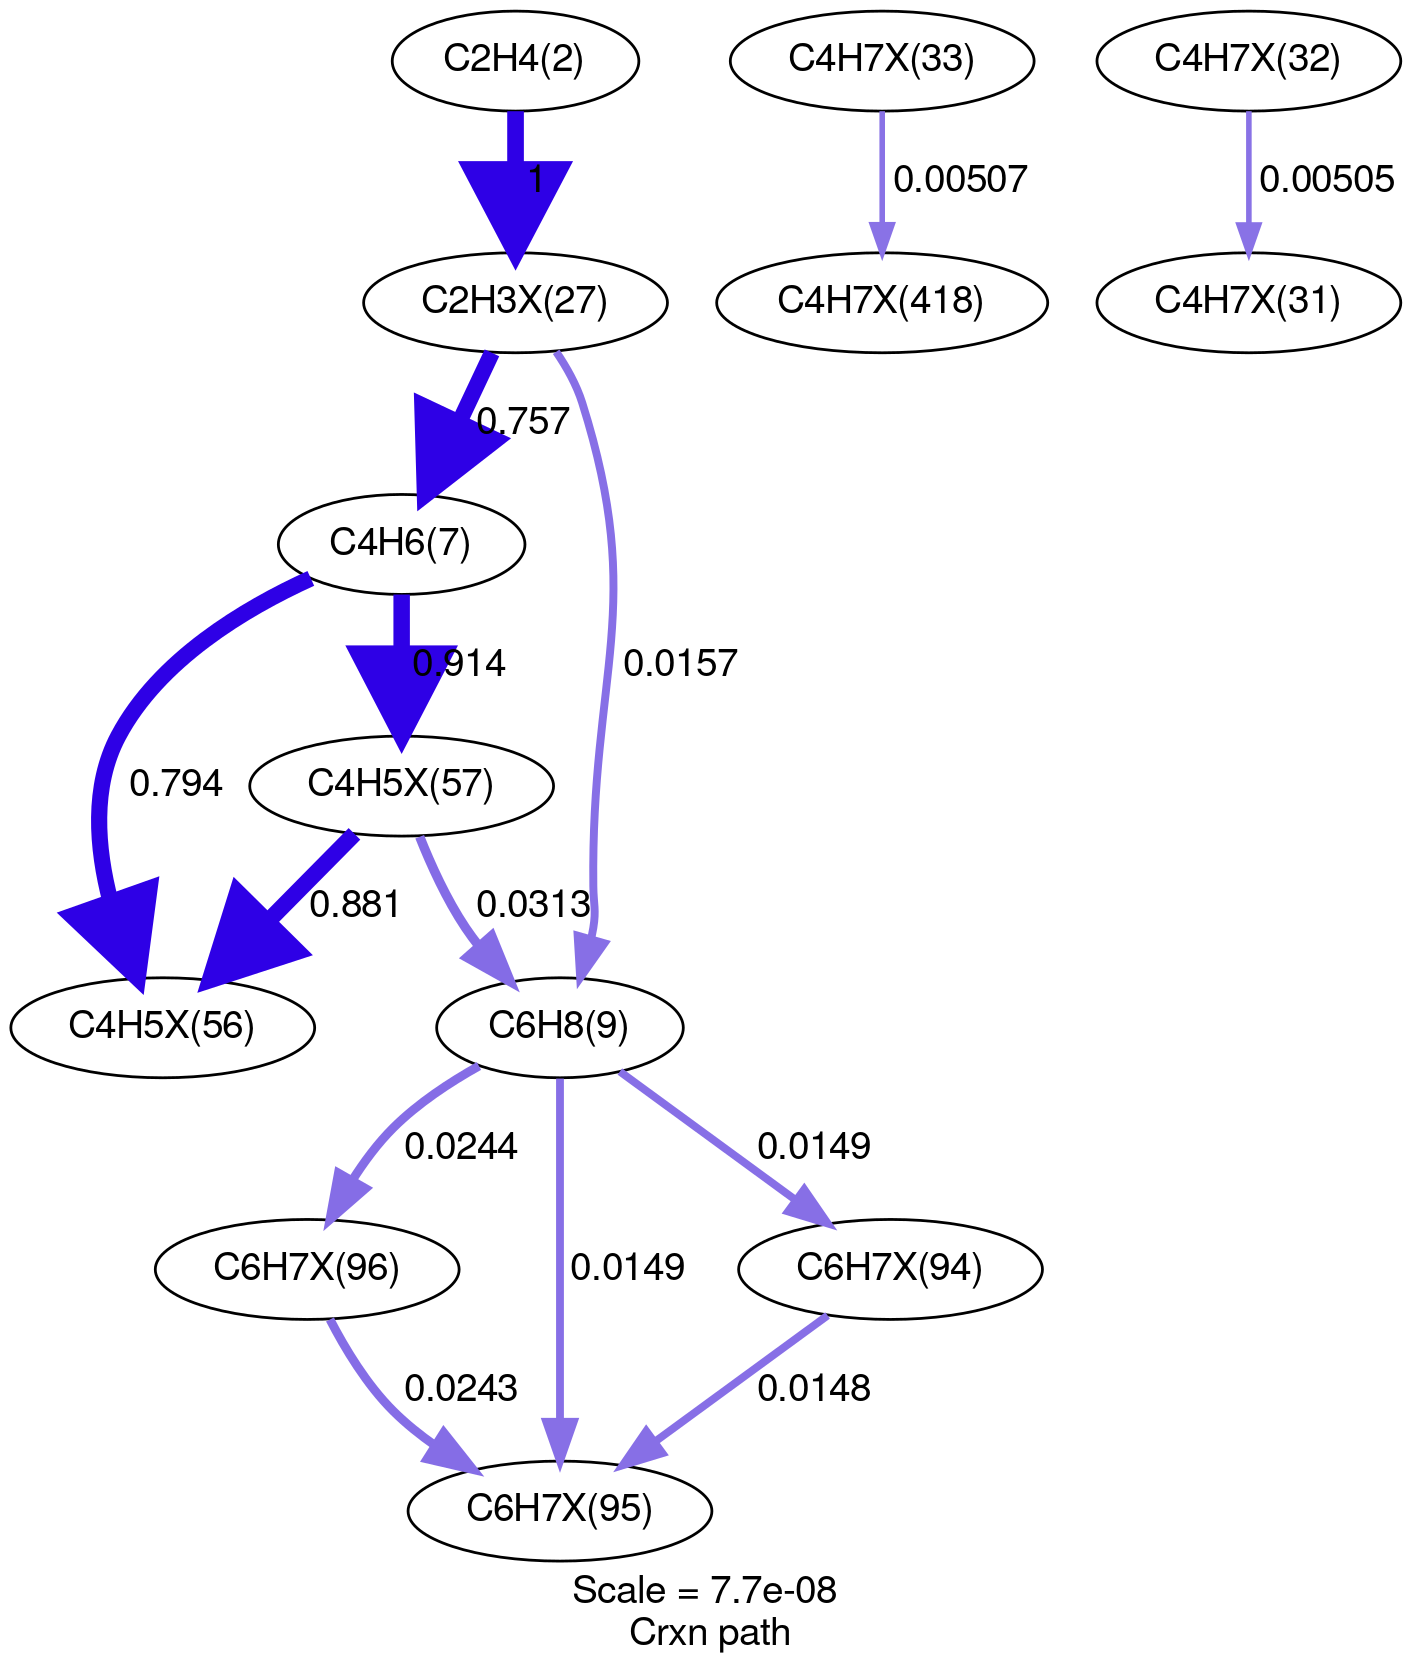 C2H4(2)
C4H7X(33)
C4H7X(32)
1
0.00507
0.00505
C2H3X(27)
C4H7X(418)
C4H7X(31)
0.757
C4H6(7)
0.914
0.0157
0.794
C4H5X(57)
0.881
0.0313
C4H5X(56)
C6H8(9)
0.0244
0.0149
C6H7X(96)
0.0149
C6H7X(94)
0.0243
0.0148
C6H7X(95)
Scale = 7.7e-08
Crxn path